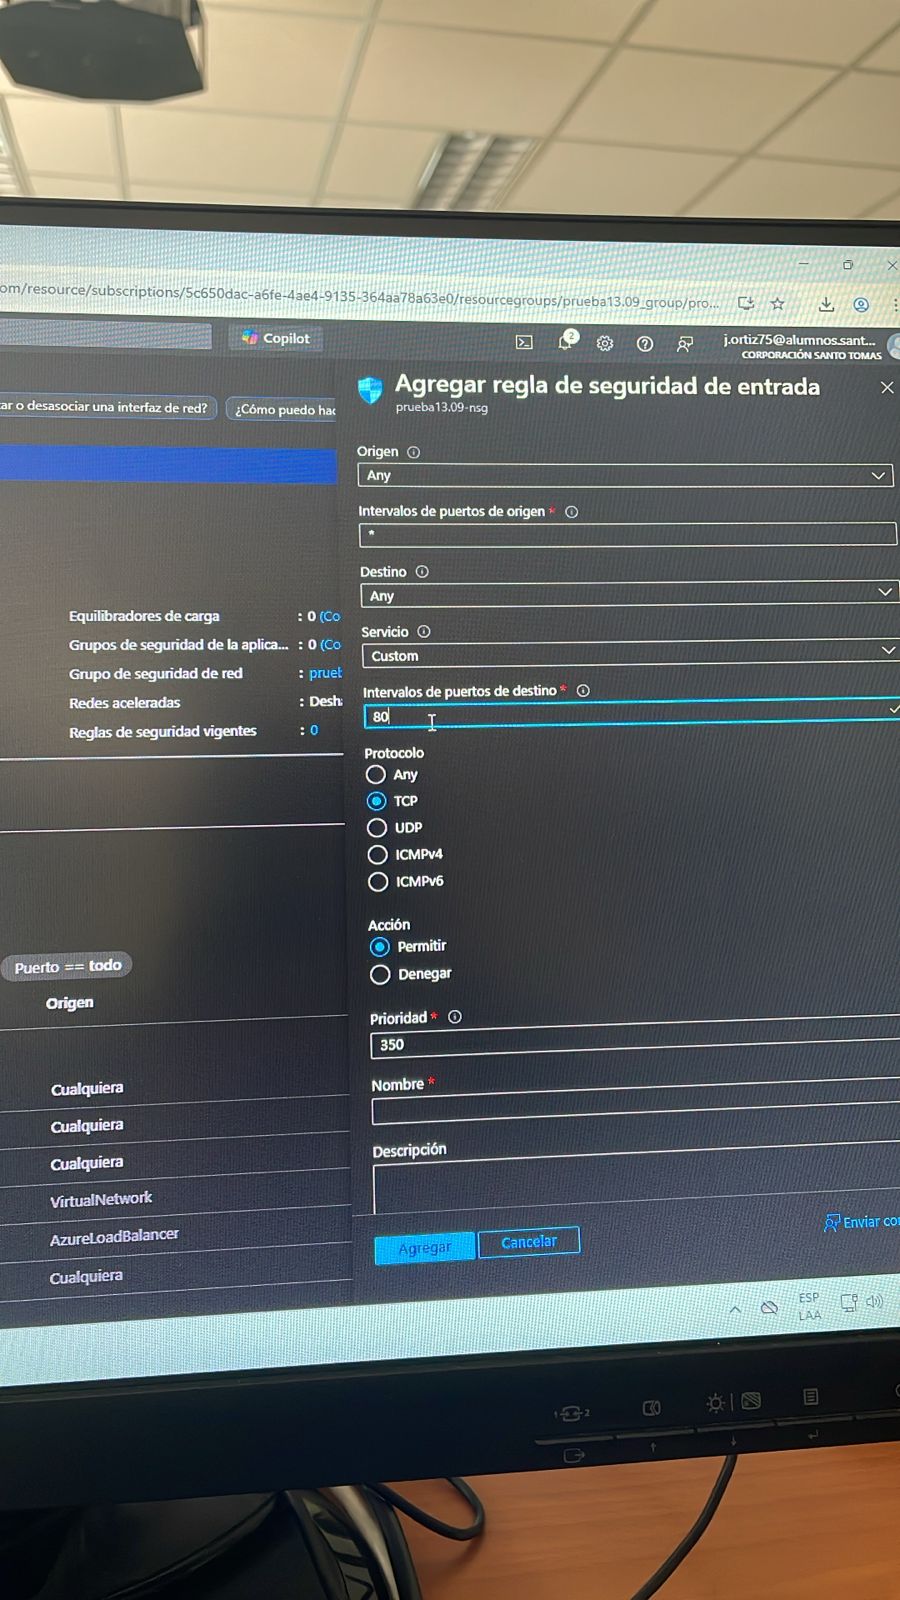 om/resource/subscriptions/5c650dac-a6fe-4ae4-9135-364aa78a63e0/resourcegroups/prueba13.09_group/pro...
Copilot
2
j.ortiz75@alumnos.sant...
CORPORACIÓN SANTO TOMAS
ar o desasociar una interfaz de red?
¿Cómo puedo hac
Agregar regla de seguridad de entrada
prueba13.09-nsg
Origen
Any
Intervalos de puertos de origen *
*
Destino
Any
Servicio
Custom
Intervalos de puertos de destino *
80
Protocolo
Any
TCP
UDP
ICMPv4
ICMPv6
Acción
Permitir
Denegar
Prioridad *
350
Nombre *
Descripción
Agregar
Cancelar
Enviar co
Equilibradores de carga : 0 (Co
Grupos de seguridad de la aplica... : 0 (Co
Grupo de seguridad de red : prueb
Redes aceleradas : Desh
Reglas de seguridad vigentes : 0
Puerto == todo
Origen
Cualquiera
Cualquiera
Cualquiera
VirtualNetwork
AzureLoadBalancer
Cualquiera
ESP
LAA